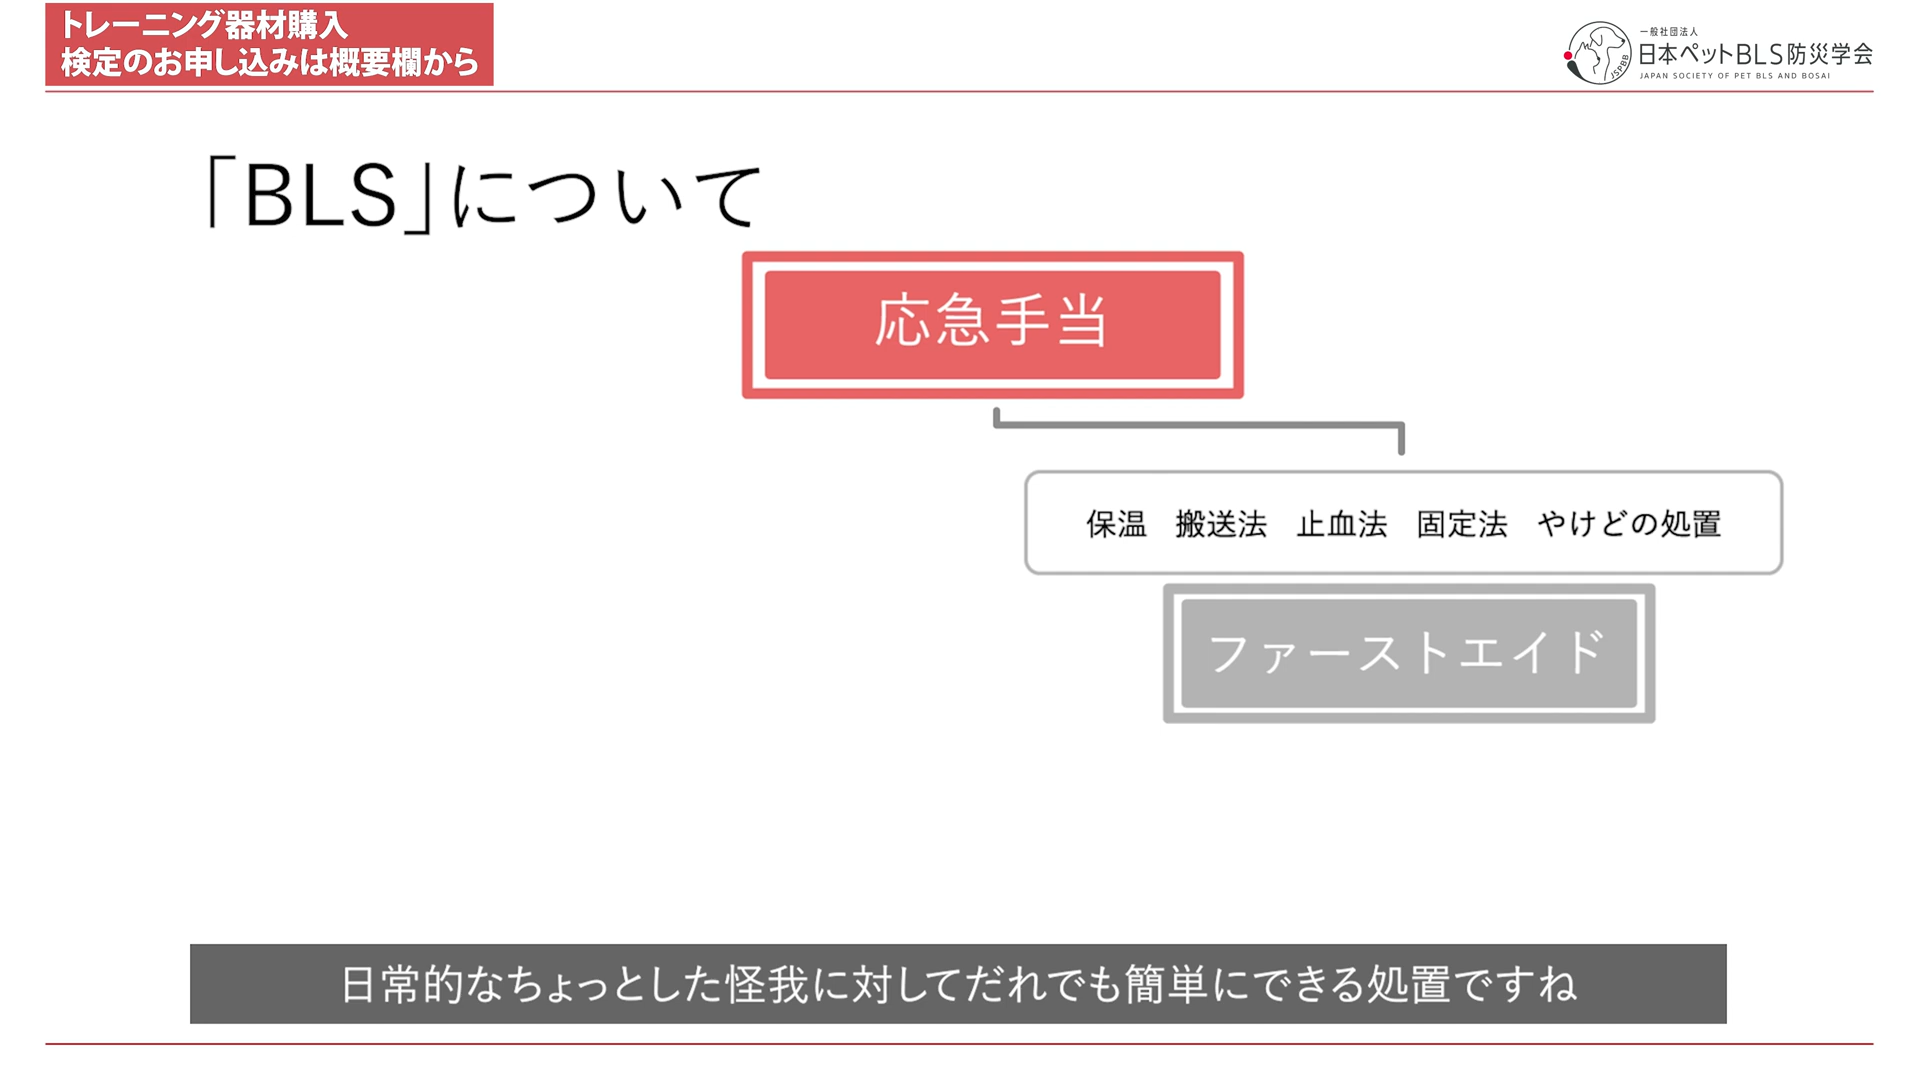 トレーニング器材購入
検定のお申し込みは概要欄から
一般社団法人
日本ペットBLS防災学会
JAPAN SOCIETY OF PET BLS AND BOSAI
JSPBB
「BLS」について
応急手当
保温　搬送法　止血法　固定法　やけどの処置
ファーストエイド
日常的なちょっとした怪我に対してだれでも簡単にできる処置ですね